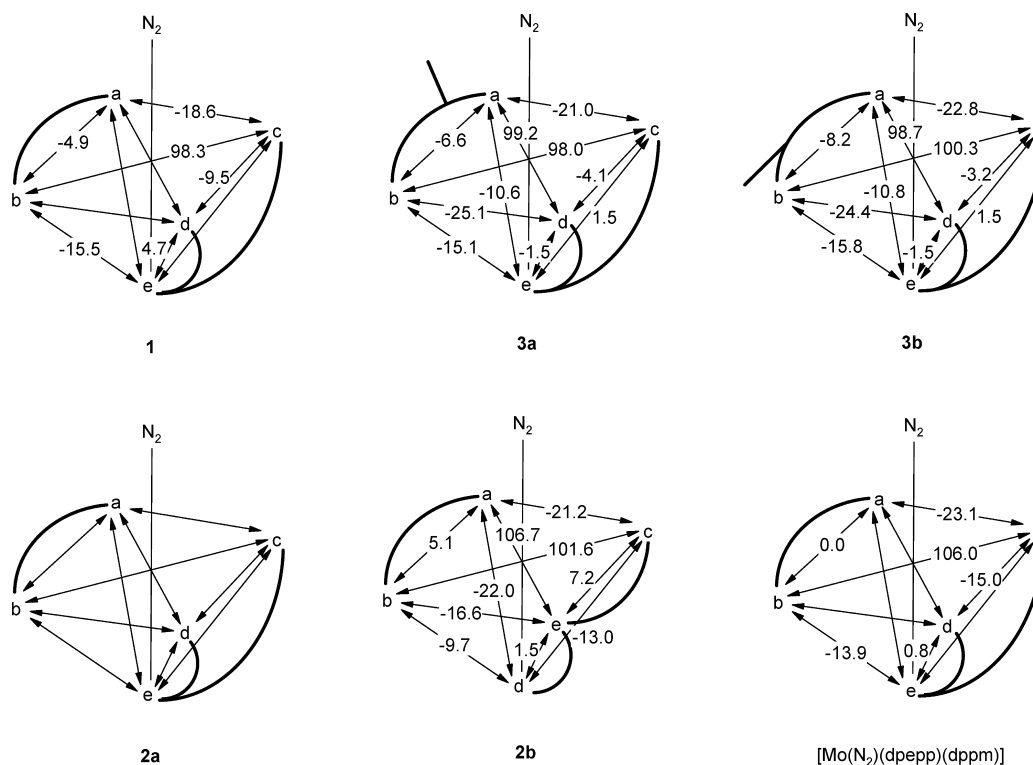 N2
a
-18.6
c
-4.9
98.3
-9.5
b
d
-15.5
4.7
e
1
N2
a
-21.0
c
99.2
-6.6
98.0
-4.1
b
-10.6
-25.1
d
1.5
-15.1
-1.5
e
3a
N2
a
-22.8
98.7
-8.2
100.3
-3.2
b
-10.8
-24.4
d
1.5
-15.8
-1.5
e
3b
N2
a
c
b
d
e
2a
N2
a
-21.2
c
106.7
5.1
101.6
7.2
b
-22.0
-16.6
e
-13.0
-9.7
1.5
d
2b
N2
a
-23.1
0.0
106.0
-15.0
b
d
-13.9
0.8
e
[Mo(N2)(dpepp)(dppm)]